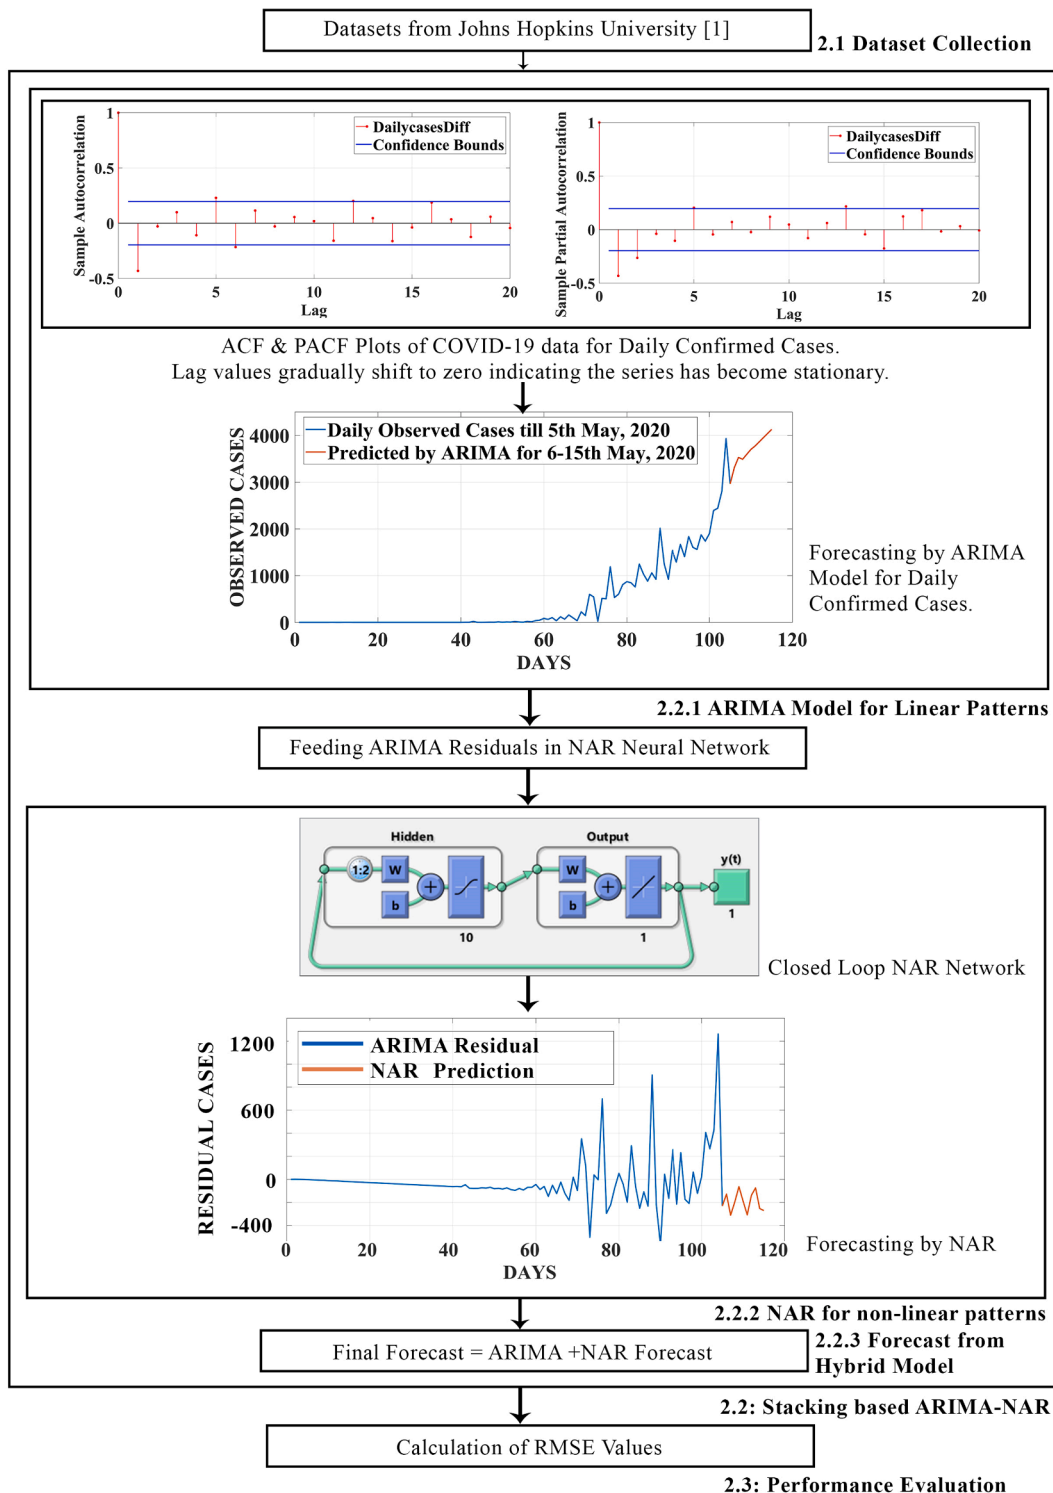 Datasets from Johns Hopkins University [1]
2.1 Dataset Collection
Sample Autocorrelation
1
0.5
0
-0.5
DailycasesDiff
Confidence Bounds
0 5 10 15 20
Lag
Sample Partial Autocorrelation
1
0.5
0
-0.5
DailycasesDiff
Confidence Bounds
0 5 10 15 20
Lag
ACF & PACF Plots of COVID-19 data for Daily Confirmed Cases.
Lag values gradually shift to zero indicating the series has become stationary.
OBSERVED CASES
4000
3000
2000
1000
0
Daily Observed Cases till 5th May, 2020
Predicted by ARIMA for 6-15th May, 2020
0 20 40 60 80 100 120
DAYS
Forecasting by ARIMA
Model for Daily
Confirmed Cases.
2.2.1 ARIMA Model for Linear Patterns
Feeding ARIMA Residuals in NAR Neural Network
Hidden
Output
1:2
W
b
+
10
W
b
+
1
y(t)
1
Closed Loop NAR Network
RESIDUAL CASES
1200
600
0
-400
ARIMA Residual
NAR Prediction
0 20 40 60 80 100 120
DAYS
Forecasting by NAR
2.2.2 NAR for non-linear patterns
Final Forecast = ARIMA +NAR Forecast
2.2.3 Forecast from
Hybrid Model
2.2: Stacking based ARIMA-NAR
Calculation of RMSE Values
2.3: Performance Evaluation